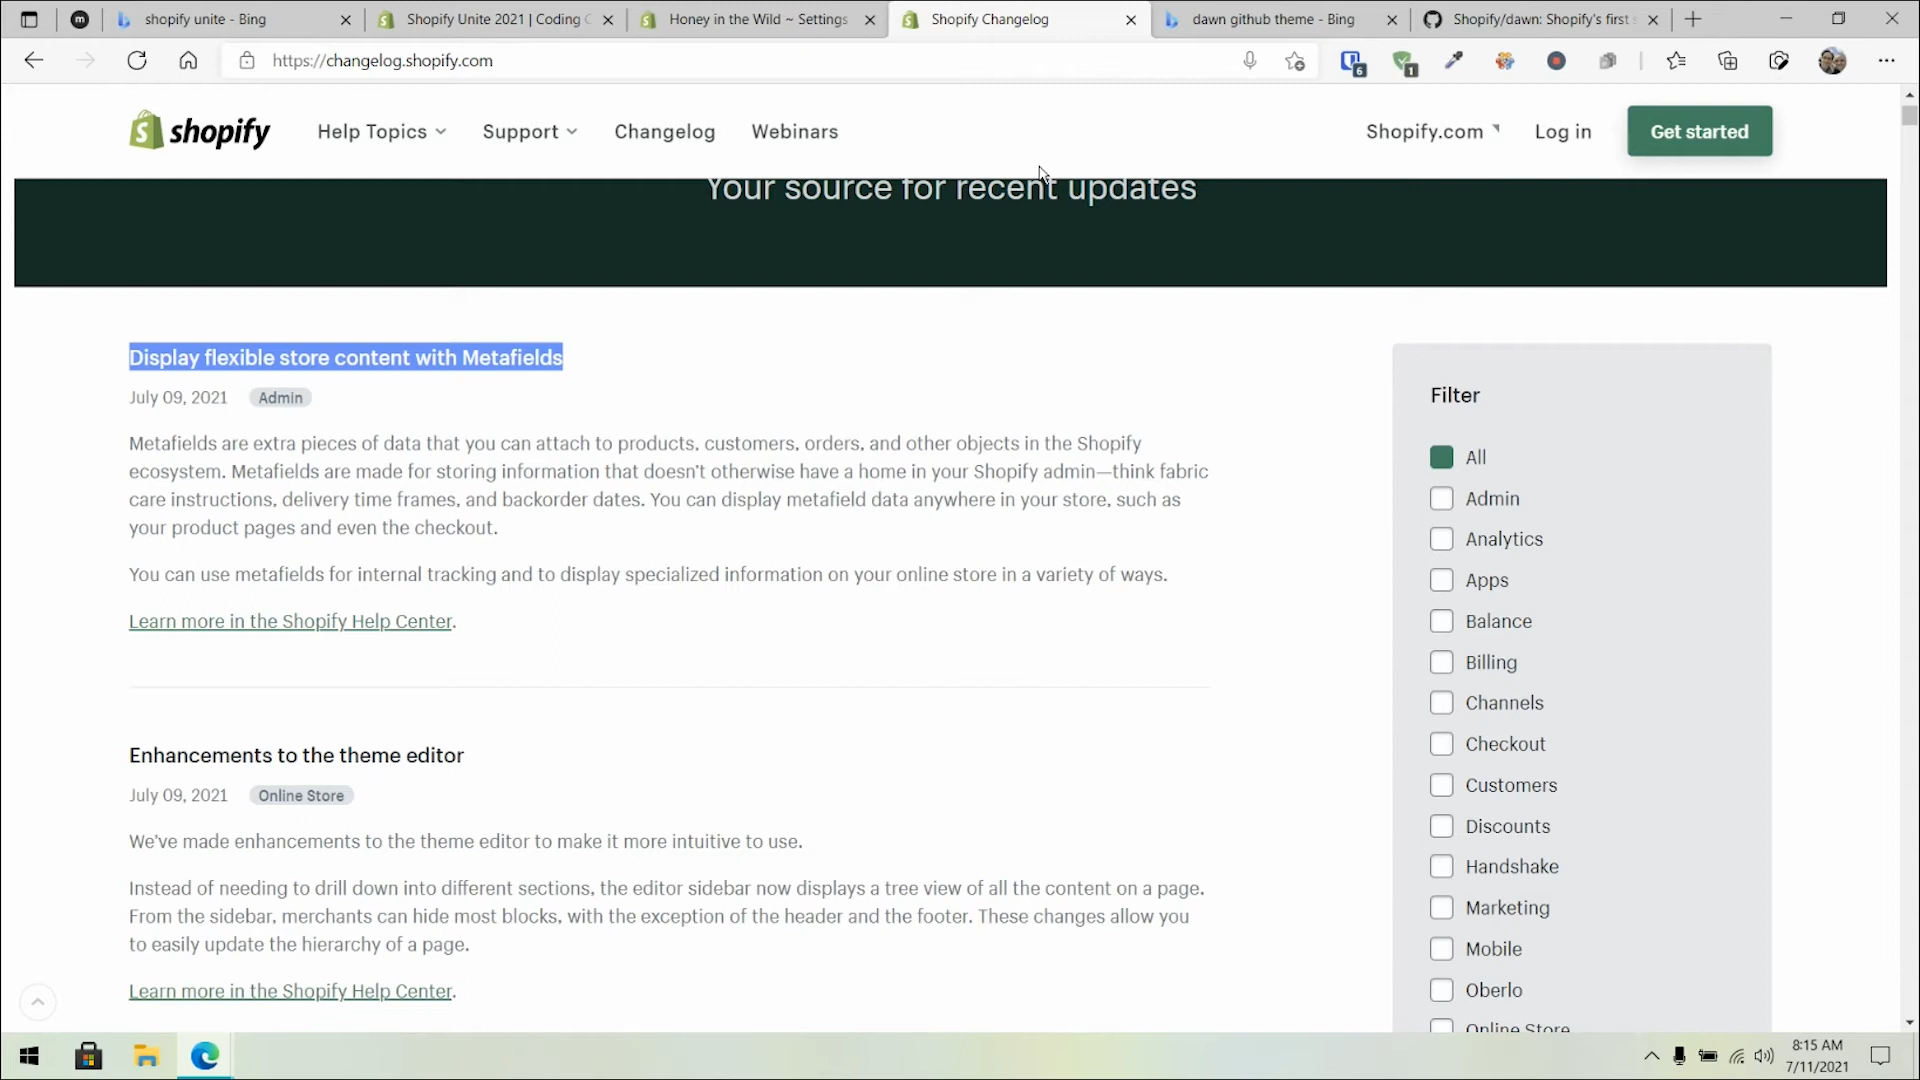 shopify unite - Bing
Shopify Unite 2021 | Coding C
Honey in the Wild ~ Settings
Shopify Changelog
dawn github theme - Bing
Shopify/dawn: Shopify's first s
https://changelog.shopify.com
6
1
shopify
Help Topics
Support
Changelog
Webinars
Shopify.com
Log in
Get started
Your source for recent updates
Display flexible store content with Metafields
July 09, 2021 Admin
Metafields are extra pieces of data that you can attach to products, customers, orders, and other objects in the Shopify
ecosystem. Metafields are made for storing information that doesn't otherwise have a home in your Shopify admin—think fabric
care instructions, delivery time frames, and backorder dates. You can display metafield data anywhere in your store, such as
your product pages and even the checkout.
You can use metafields for internal tracking and to display specialized information on your online store in a variety of ways.
Learn more in the Shopify Help Center.
Enhancements to the theme editor
July 09, 2021 Online Store
We've made enhancements to the theme editor to make it more intuitive to use.
Instead of needing to drill down into different sections, the editor sidebar now displays a tree view of all the content on a page.
From the sidebar, merchants can hide most blocks, with the exception of the header and the footer. These changes allow you
to easily update the hierarchy of a page.
Learn more in the Shopify Help Center.
Filter
All
Admin
Analytics
Apps
Balance
Billing
Channels
Checkout
Customers
Discounts
Handshake
Marketing
Mobile
Oberlo
Online Store
8:15 AM
7/11/2021